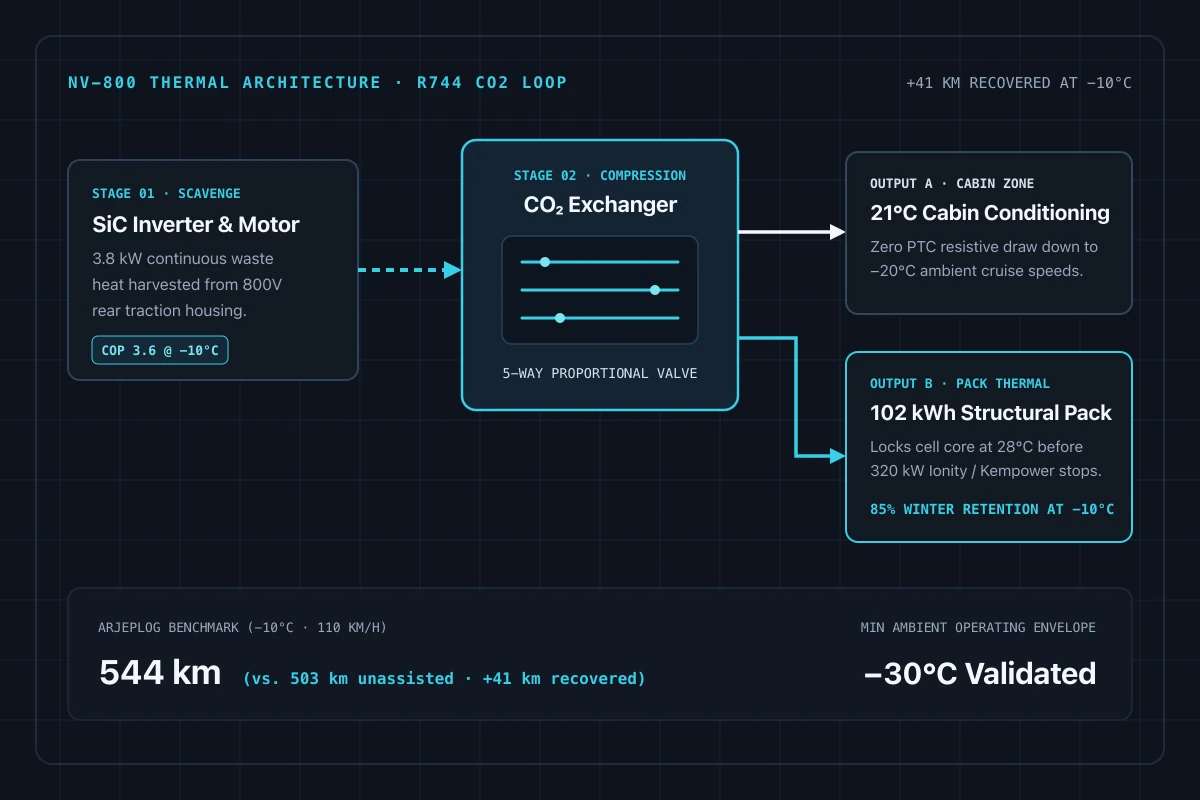 NV–800 THERMAL ARCHITECTURE · R744 CO2 LOOP
+41 KM RECOVERED AT −10°C
STAGE 01 · SCAVENGE
SiC Inverter & Motor
3.8 kW continuous waste
heat harvested from 800V
rear traction housing.
COP 3.6 @ −10°C
STAGE 02 · COMPRESSION
CO₂ Exchanger
5–WAY PROPORTIONAL VALVE
OUTPUT A · CABIN ZONE
21°C Cabin Conditioning
Zero PTC resistive draw down to
−20°C ambient cruise speeds.
OUTPUT B · PACK THERMAL
102 kWh Structural Pack
Locks cell core at 28°C before
320 kW Ionity / Kempower stops.
85% WINTER RETENTION AT −10°C
ARJEPLOG BENCHMARK (−10°C · 110 KM/H)
544 km (vs. 503 km unassisted · +41 km recovered)
MIN AMBIENT OPERATING ENVELOPE
−30°C Validated